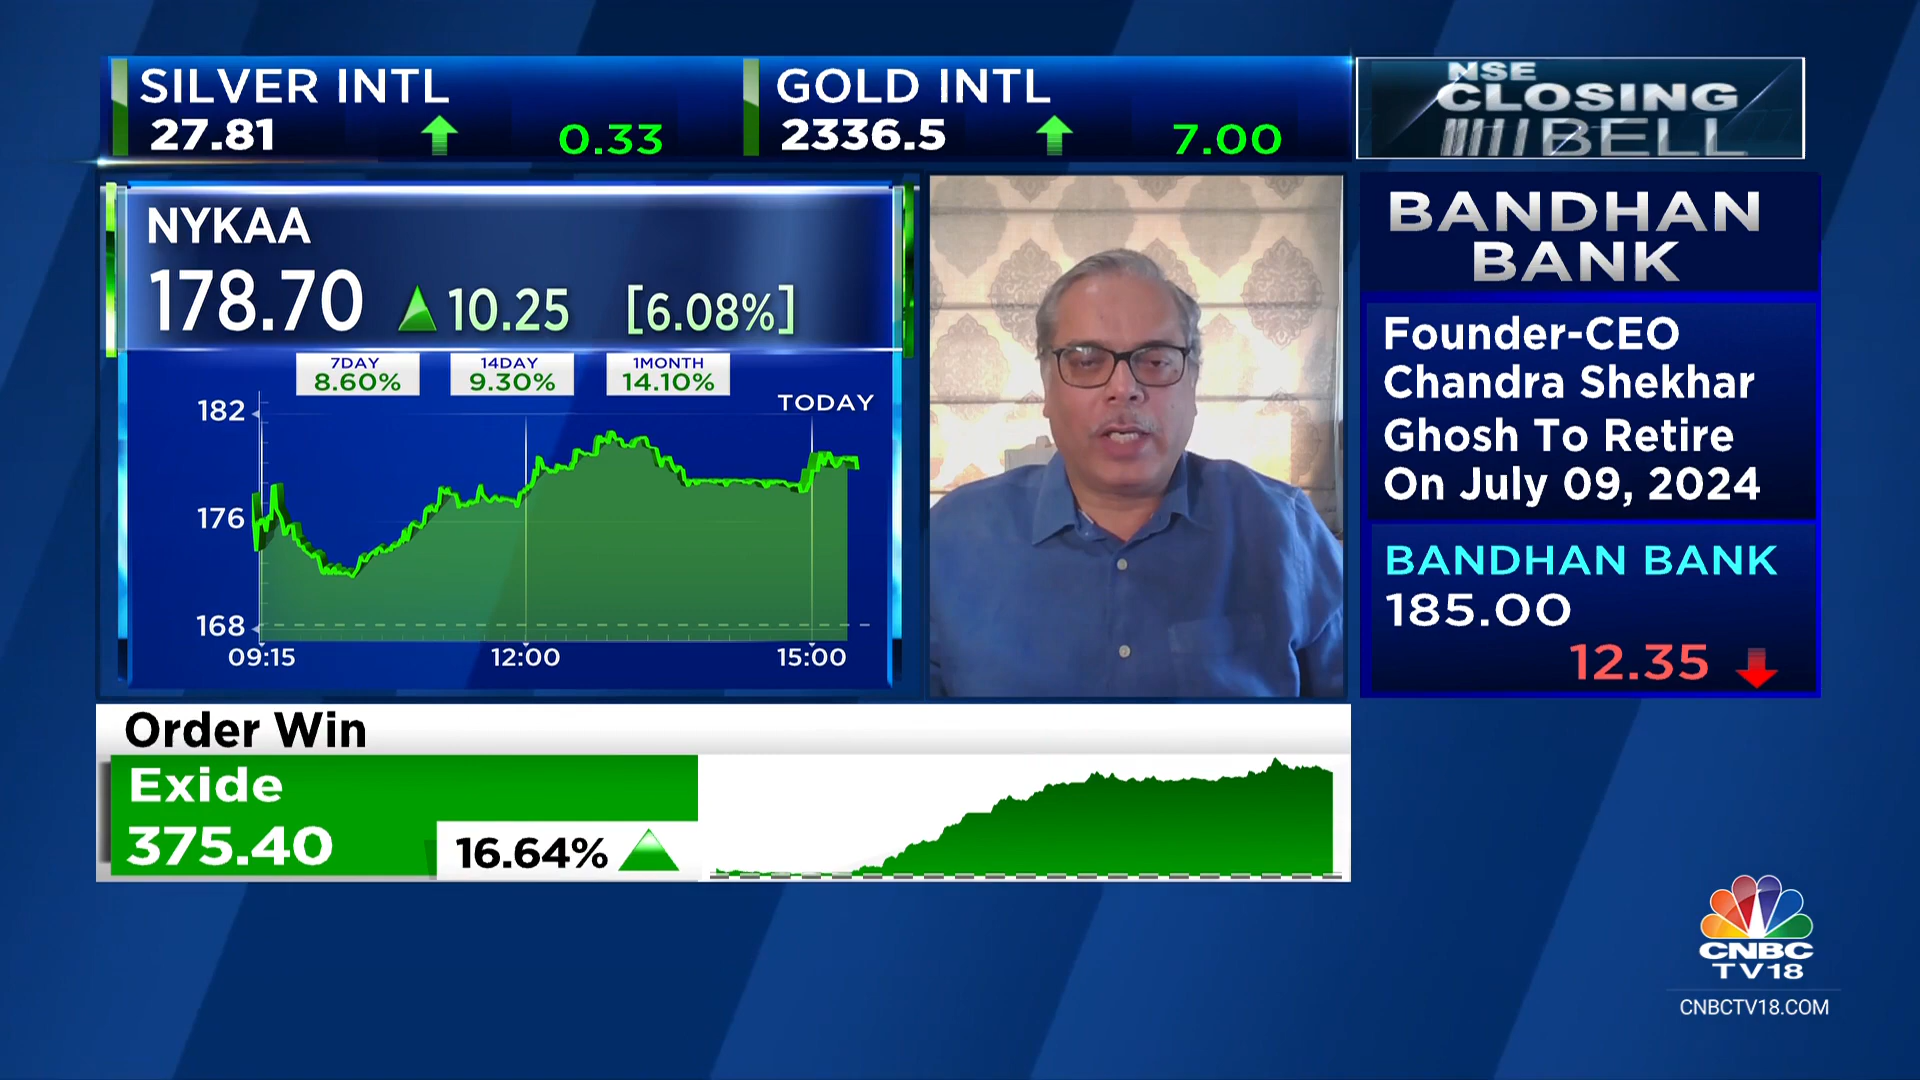 SILVER INTL
27.81 0.33
GOLD INTL
2336.5 7.00
NSE
CLOSING
BELL
NYKAA
178.70 10.25 [6.08%]
7DAY
8.60%
14DAY
9.30%
1MONTH
14.10%
TODAY
182
176
168
09:15 12:00 15:00
BANDHAN
BANK
Founder-CEO
Chandra Shekhar
Ghosh To Retire
On July 09, 2024
BANDHAN BANK
185.00
12.35
Order Win
Exide
375.40
16.64%
CNBC
TV18
CNBCTV18.COM